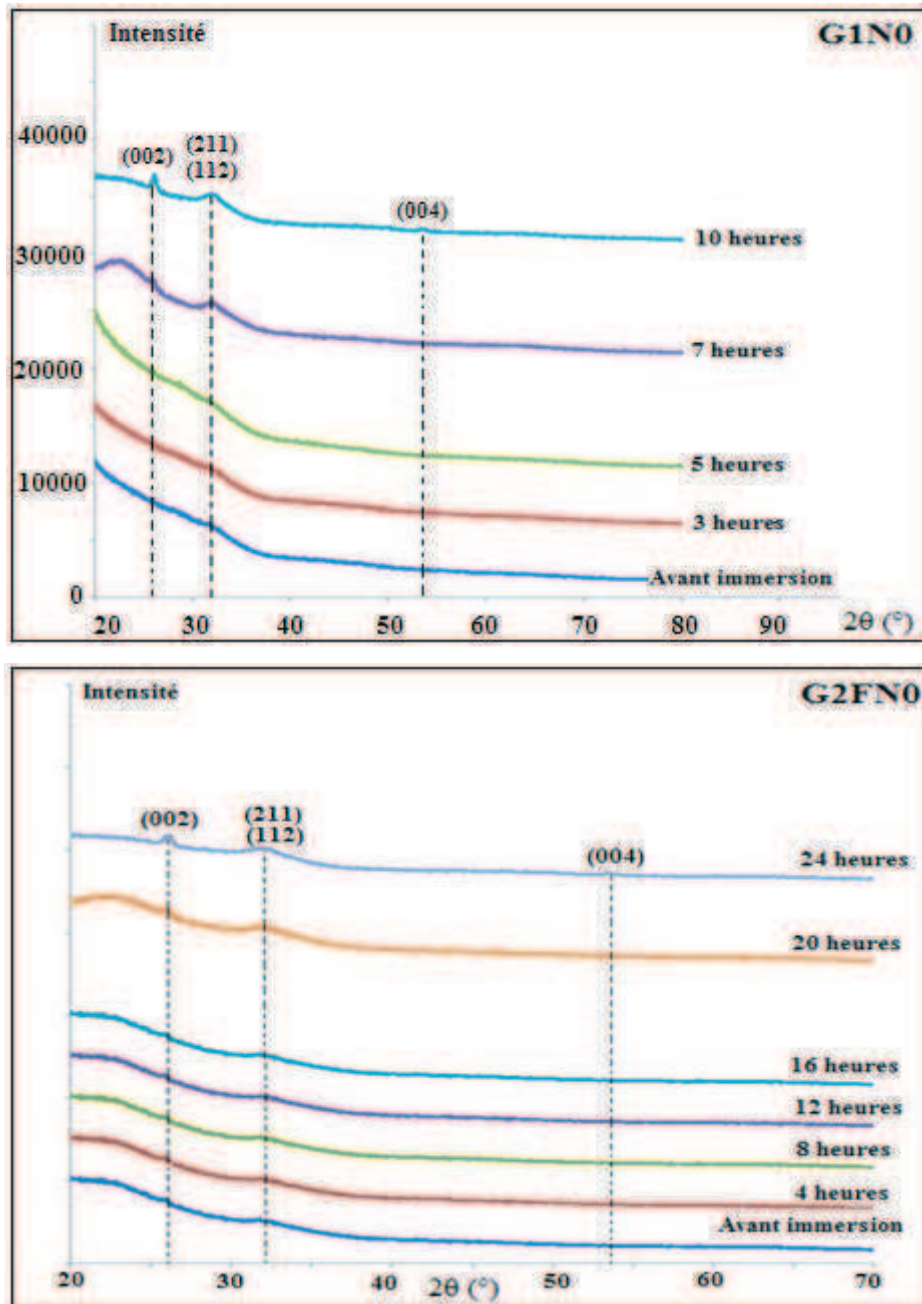 Intensité
G1N0
40000
(211)
(002)
(112)
(004)
10 heures
30000
7 heures
20000
5 heures
10000
3 heures
Avant immersion
0
20 30 40 50 60 70 80 90 2θ (°)
Intensité
G2FN0
(211)
(002)
(112)
(004)
24 heures
20 heures
16 heures
12 heures
8 heures
4 heures
Avant immersion
20 30 40 2θ (°) 50 60 70